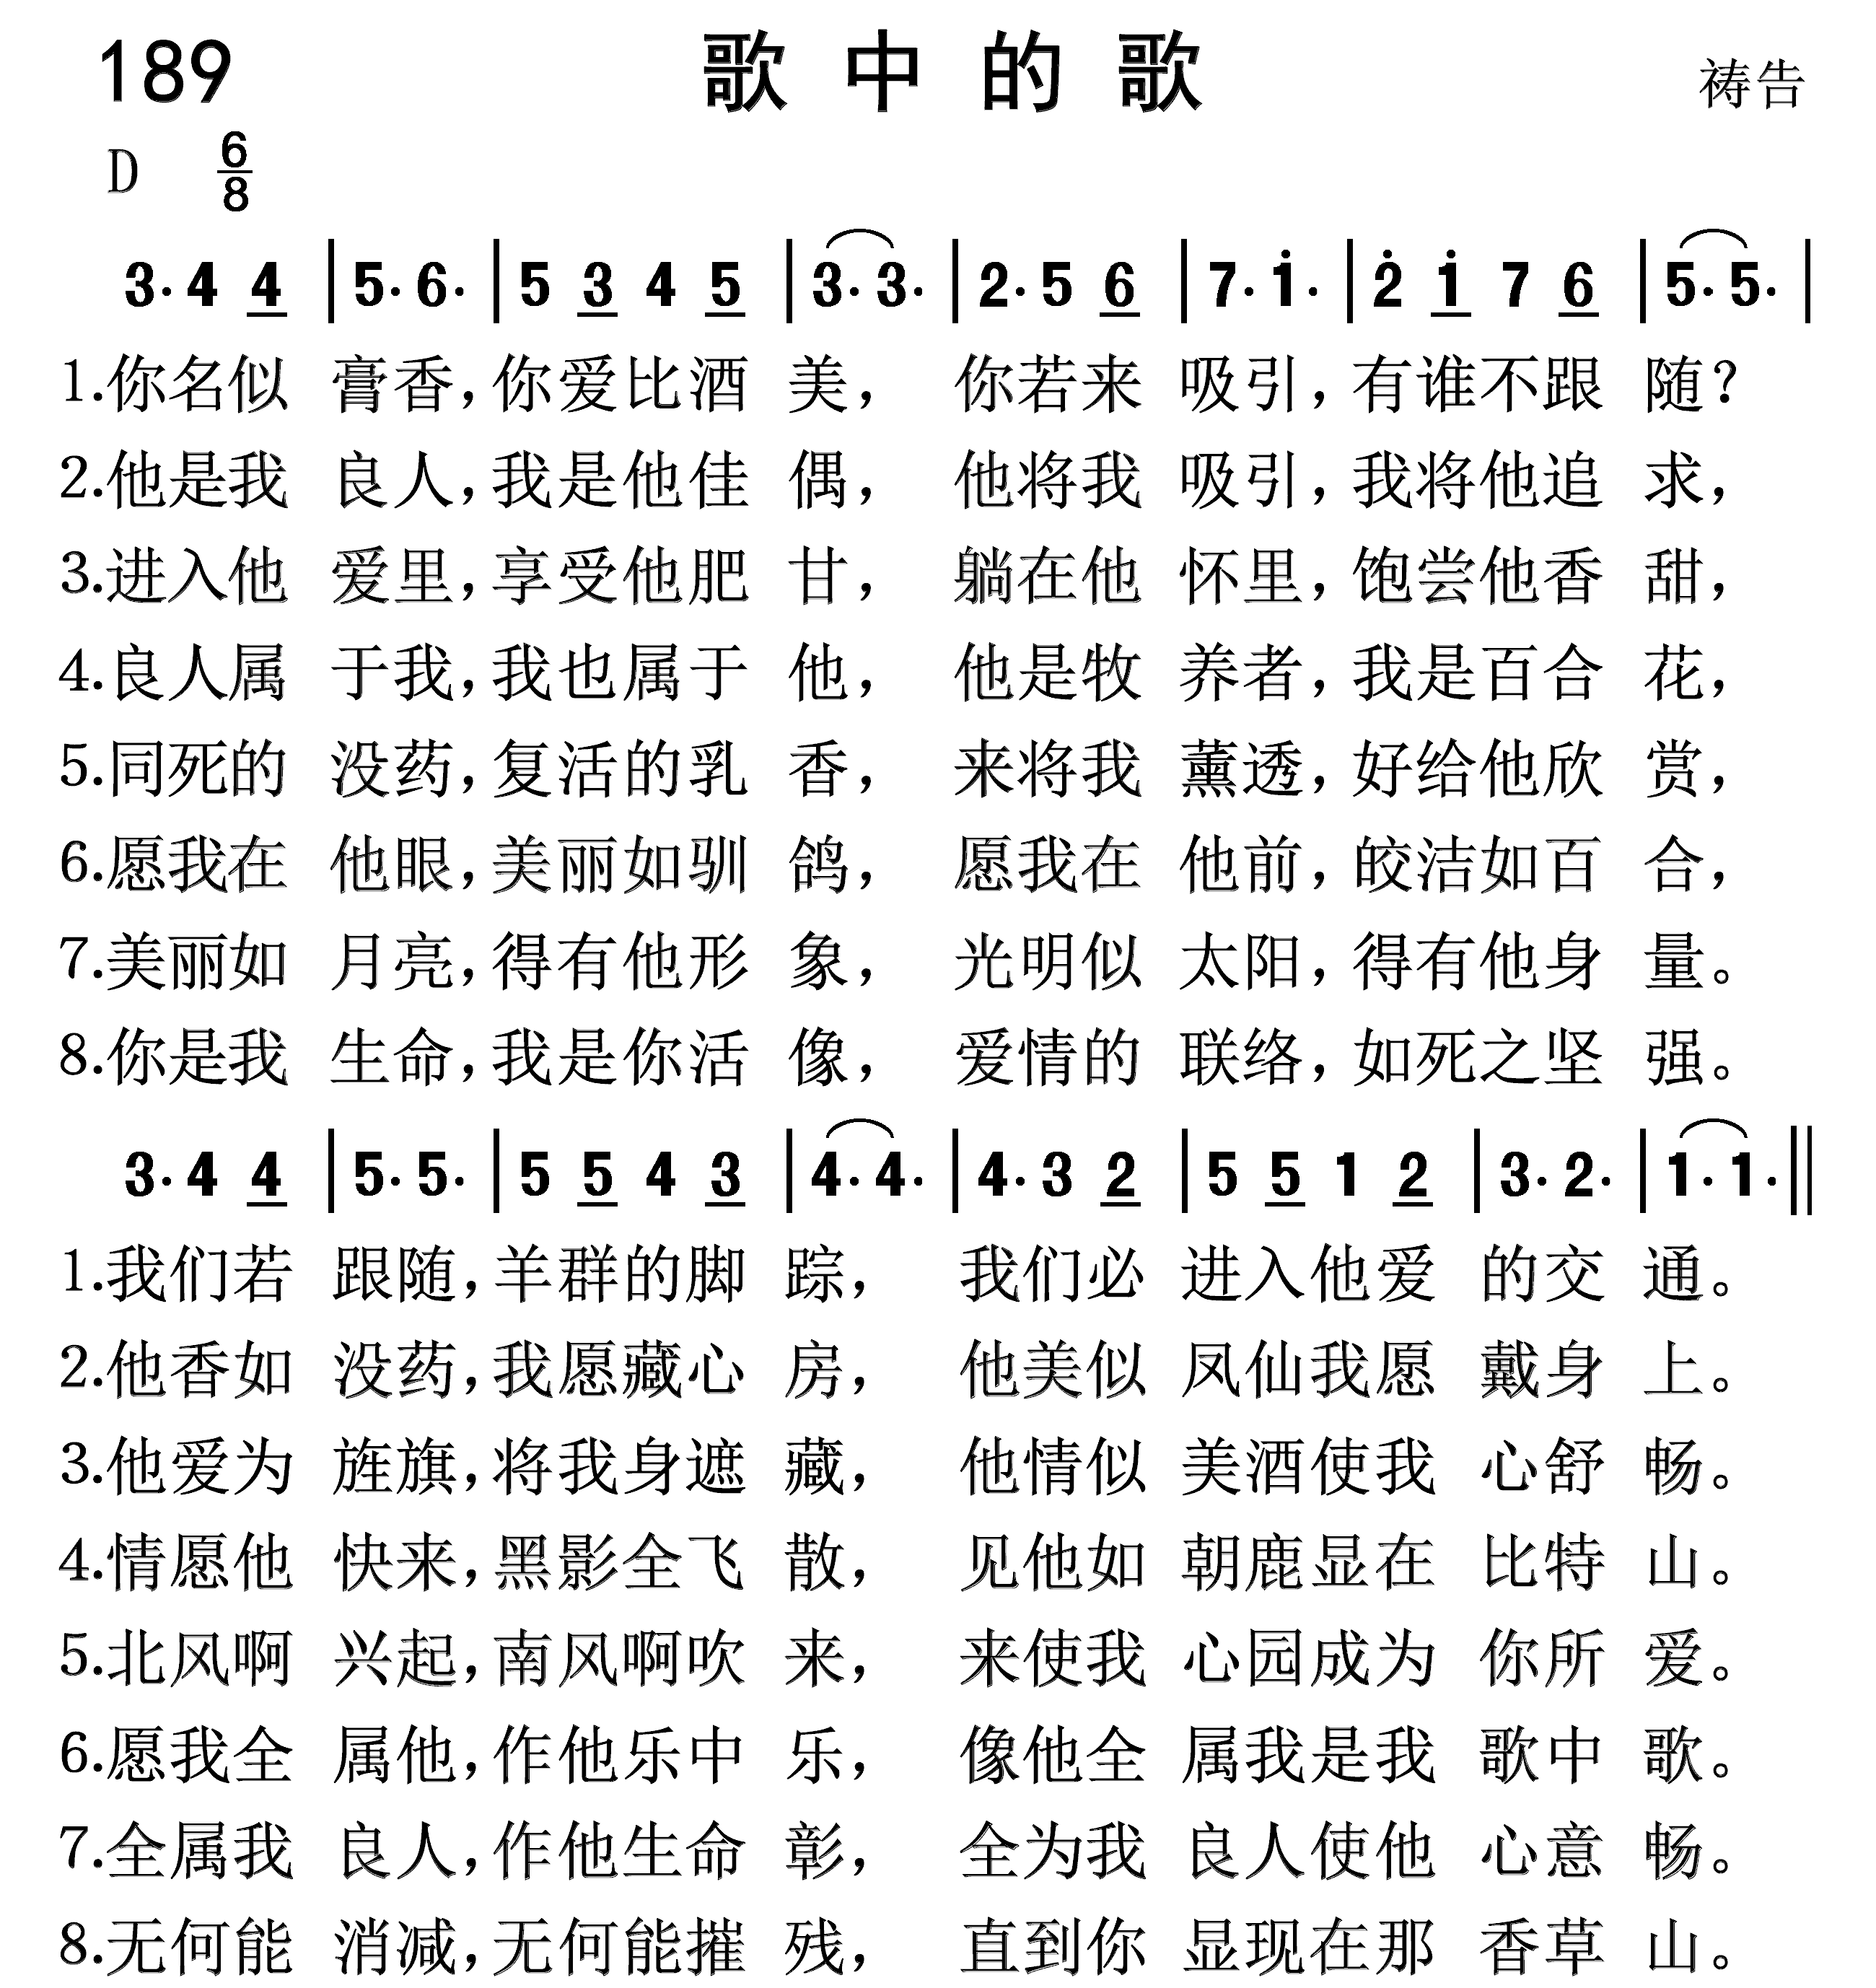 189 歌中的歌 祷告
D 6/8
3· 4 4 | 5· 6· | 5 3 4 5 | 3· 3· | 2· 5 6 | 7· 1̇· | 2̇ 1̇ 7 6 | 5· 5· |
1.你名似 膏香，你爱比酒 美， 你若来 吸引，有谁不跟 随？
2.他是我 良人，我是他佳 偶， 他将我 吸引，我将他追 求，
3.进入他 爱里，享受他肥 甘， 躺在他 怀里，饱尝他香 甜，
4.良人属 于我，我也属于 他， 他是牧 养者，我是百合 花，
5.同死的 没药，复活的乳 香， 来将我 薰透，好给他欣 赏，
6.愿我在 他眼，美丽如驯 鸽， 愿我在 他前，皎洁如百 合，
7.美丽如 月亮，得有他形 象， 光明似 太阳，得有他身 量。
8.你是我 生命，我是你活 像， 爱情的 联络，如死之坚 强。
3· 4 4 | 5· 5· | 5 5 4 3 | 4· 4· | 4· 3 2 | 5 5 1 2 | 3· 2· | 1· 1· ||
1.我们若 跟随，羊群的脚 踪， 我们必 进入他爱 的交 通。
2.他香如 没药，我愿藏心 房， 他美似 凤仙我愿 戴身 上。
3.他爱为 旌旗，将我身遮 藏， 他情似 美酒使我 心舒 畅。
4.情愿他 快来，黑影全飞 散， 见他如 朝鹿显在 比特 山。
5.北风啊 兴起，南风啊吹 来， 来使我 心园成为 你所 爱。
6.愿我全 属他，作他乐中 乐， 像他全 属我是我 歌中 歌。
7.全属我 良人，作他生命 彰， 全为我 良人使他 心意 畅。
8.无何能 消减，无何能摧 残， 直到你 显现在那 香草 山。